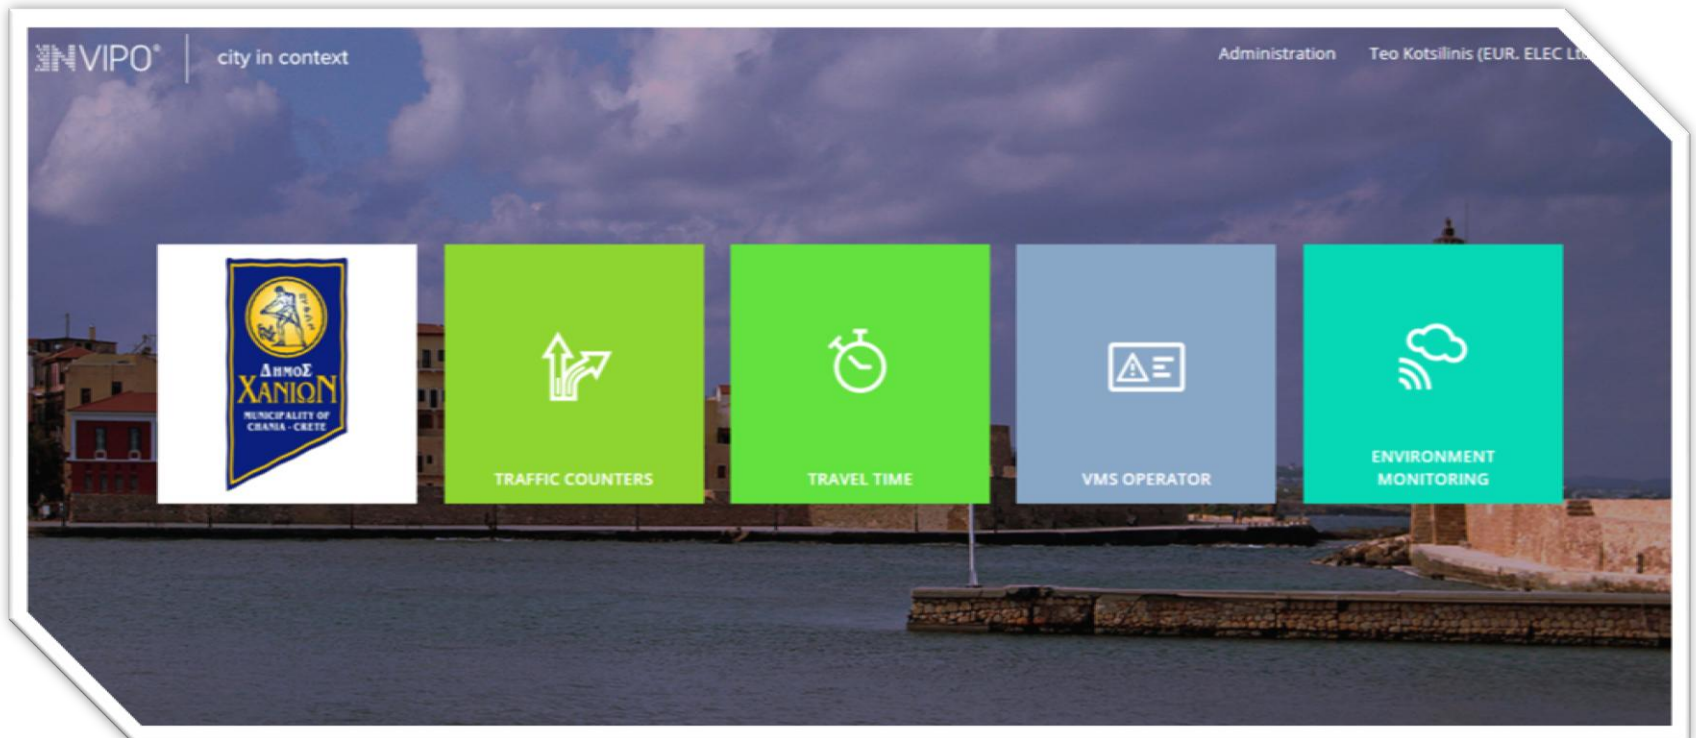 INVIPO®
city in context
Administration
Teo Kotsilinis (EUR. ELEC
ΔΗΜΟΣ
ΧΑΝΙΩΝ
MUNICIPALITY OF
CHANIA - CRETE
TRAFFIC COUNTERS
TRAVEL TIME
VMS OPERATOR
ENVIRONMENT
MONITORING